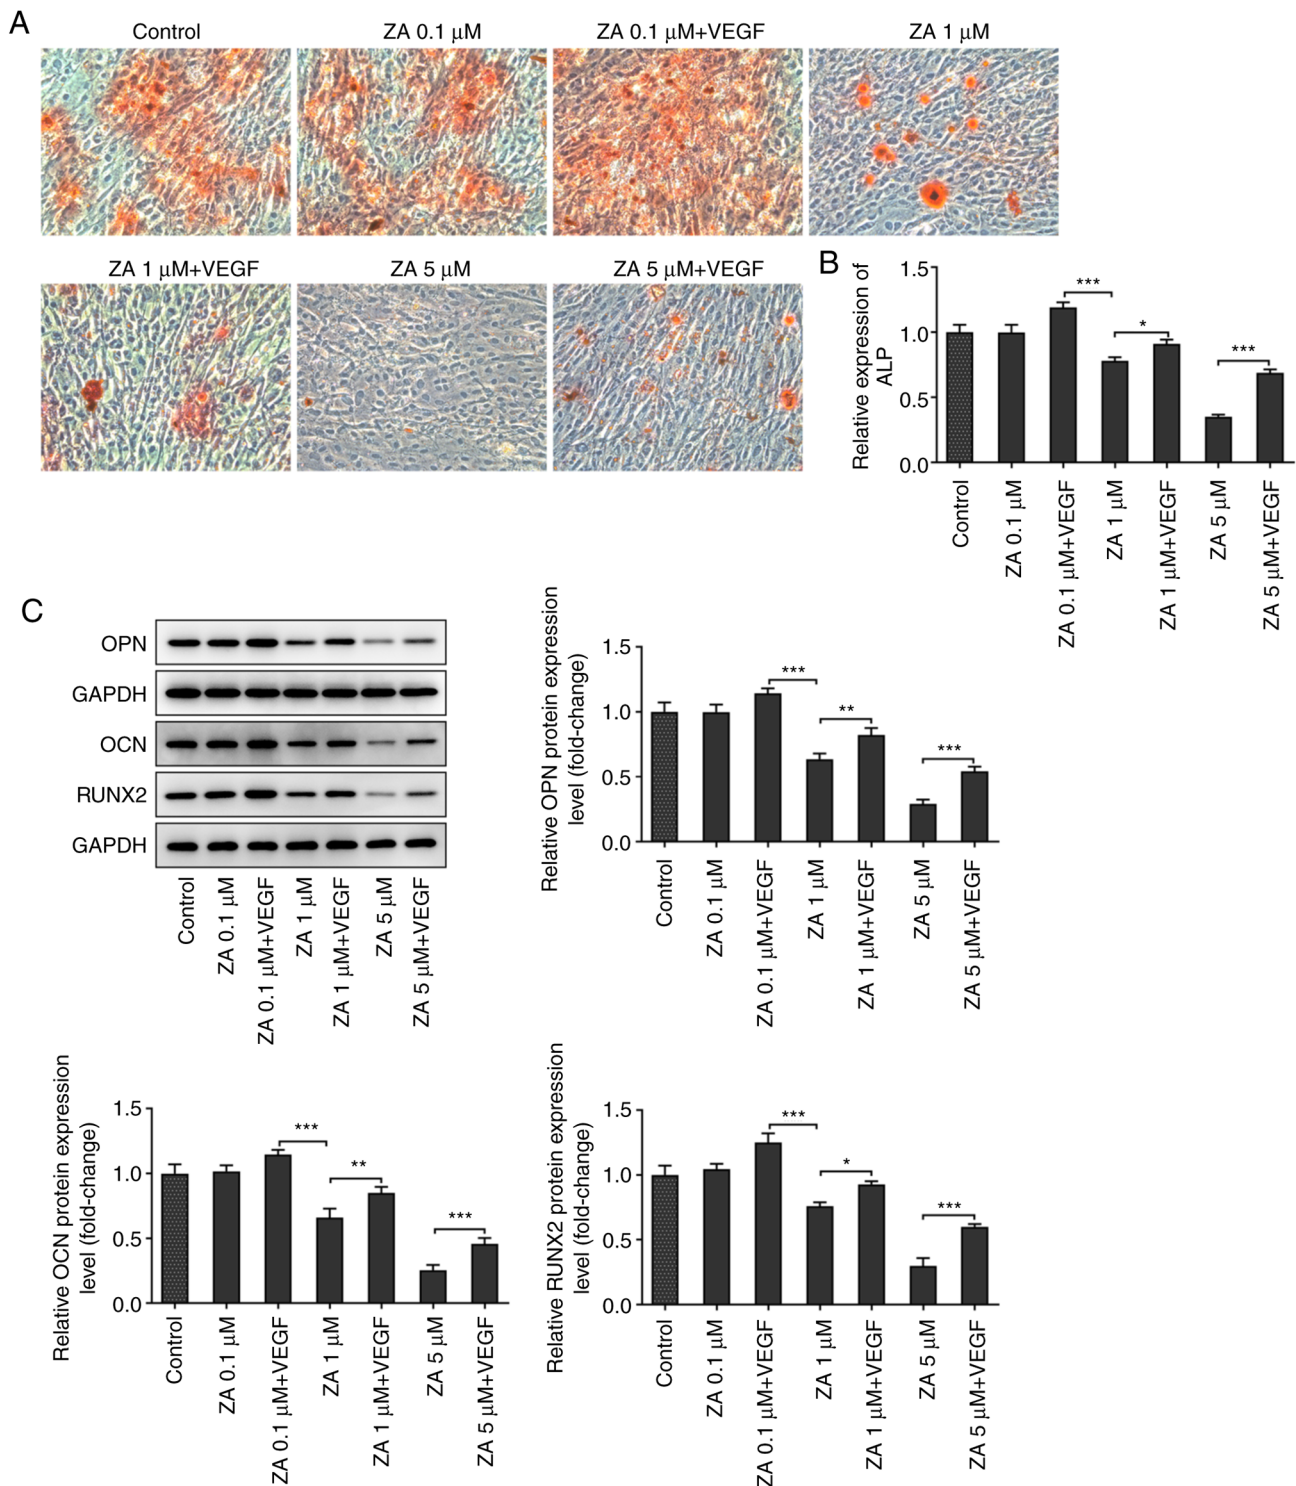 A
Control
ZA 0.1 μM
ZA 0.1 μM+VEGF
ZA 1 μM
ZA 1 μM+VEGF
ZA 5 μM
ZA 5 μM+VEGF
B
Relative expression of
ALP
1.5
1.0
0.5
0.0
***
*
***
Control
ZA 0.1 μM
ZA 0.1 μM+VEGF
ZA 1 μM
ZA 1 μM+VEGF
ZA 5 μM
ZA 5 μM+VEGF
C
OPN
GAPDH
OCN
RUNX2
GAPDH
Control
ZA 0.1 μM
ZA 0.1 μM+VEGF
ZA 1 μM
ZA 1 μM+VEGF
ZA 5 μM
ZA 5 μM+VEGF
Relative OPN protein expression
level (fold-change)
1.5
1.0
0.5
0.0
***
**
***
Control
ZA 0.1 μM
ZA 0.1 μM+VEGF
ZA 1 μM
ZA 1 μM+VEGF
ZA 5 μM
ZA 5 μM+VEGF
Relative OCN protein expression
level (fold-change)
1.5
1.0
0.5
0.0
***
**
***
Control
ZA 0.1 μM
ZA 0.1 μM+VEGF
ZA 1 μM
ZA 1 μM+VEGF
ZA 5 μM
ZA 5 μM+VEGF
Relative RUNX2 protein expression
level (fold-change)
1.5
1.0
0.5
0.0
***
*
***
Control
ZA 0.1 μM
ZA 0.1 μM+VEGF
ZA 1 μM
ZA 1 μM+VEGF
ZA 5 μM
ZA 5 μM+VEGF